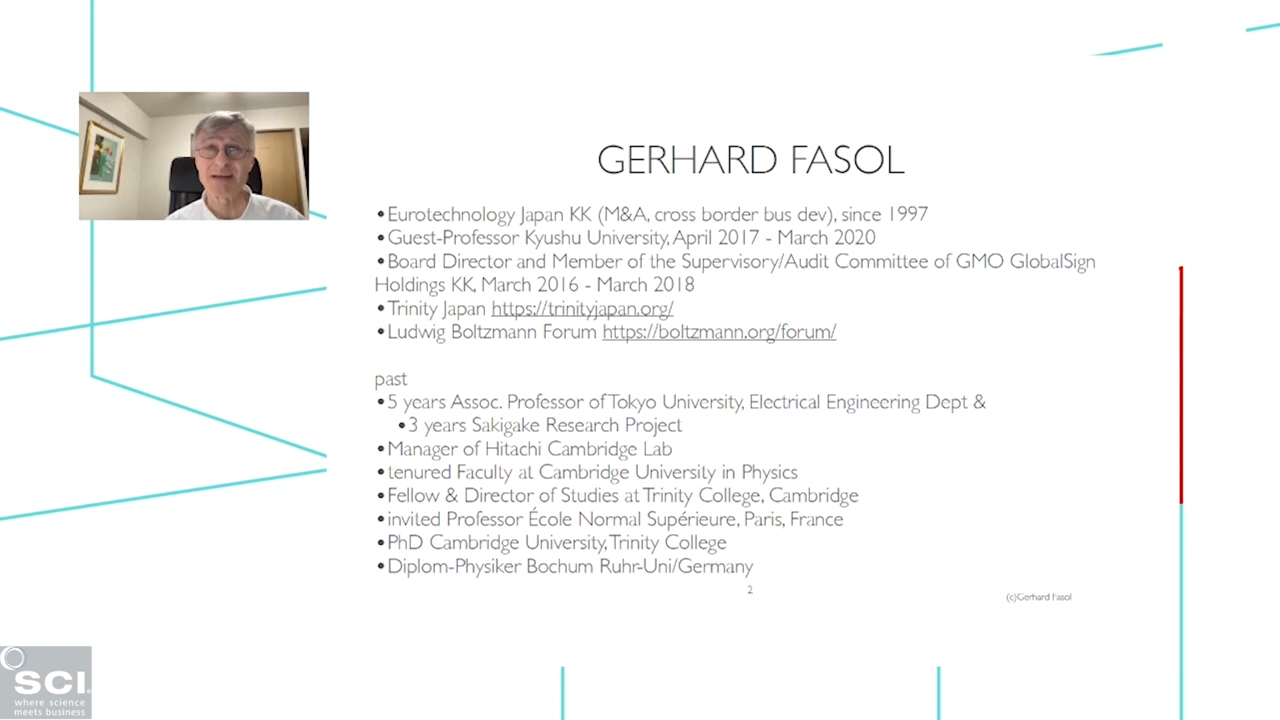 GERHARD FASOL
•Eurotechnology Japan KK (M&A, cross border bus dev), since 1997
•Guest-Professor Kyushu University, April 2017 - March 2020
•Board Director and Member of the Supervisory/Audit Committee of GMO GlobalSign
Holdings KK, March 2016 - March 2018
•Trinity Japan https://trinityjapan.org/
•Ludwig Boltzmann Forum https://boltzmann.org/forum/
past
•5 years Assoc. Professor of Tokyo University, Electrical Engineering Dept &
•3 years Sakigake Research Project
•Manager of Hitachi Cambridge Lab
•tenured Faculty at Cambridge University in Physics
•Fellow & Director of Studies at Trinity College, Cambridge
•invited Professor École Normal Supérieure, Paris, France
•PhD Cambridge University, Trinity College
•Diplom-Physiker Bochum Ruhr-Uni/Germany
2
(c)Gerhard Fasol
SCI®
where science
meets business